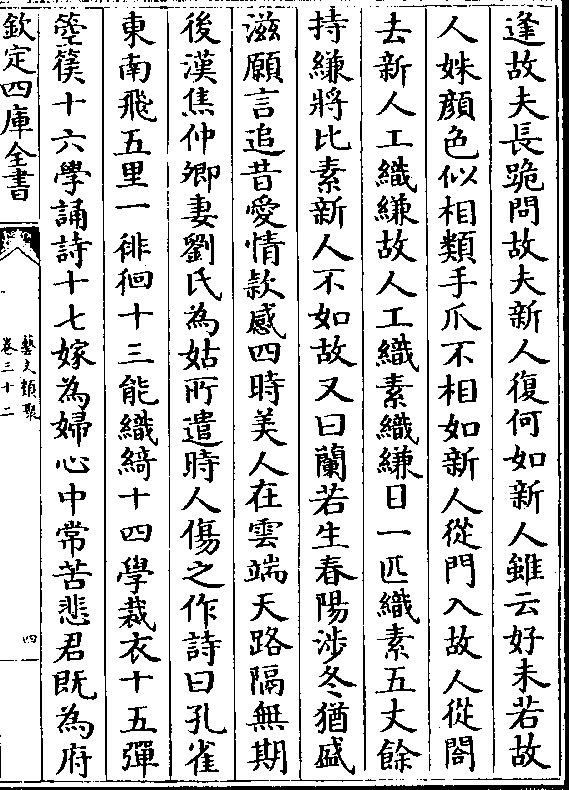 逢故夫長跪問故夫新人復何如新人雖云好未若故
人姝顔色似相類手爪不相如新人從門入故人從閤
去新人工織縑故人工織素織縑日一匹織素五丈餘
持縑將比素新人不如故又曰蘭若生春陽涉冬猶盛
滋願言追昔愛情款感四時美人在雲端天路隔無期
後漢焦仲卿妻劉氏為姑所遣時人傷之作詩曰孔雀
東南飛五里一徘徊十三能織綺十四學裁衣十五彈
箜篌十六學誦詩十七嫁為婦心中常苦悲君既為府
欽定四庫全書
藝文類聚
卷三十二
四